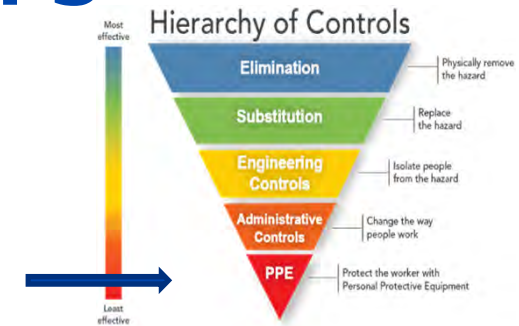 Hierarchy of Controls
Most
effective
Elimination
Physically remove
the hazard
Substitution
Replace
the hazard
Engineering
Controls
Isolate people
from the hazard
Administrative
Controls
Change the way
people work
PPE
Protect the worker with
Personal Protective Equipment
Least
effective